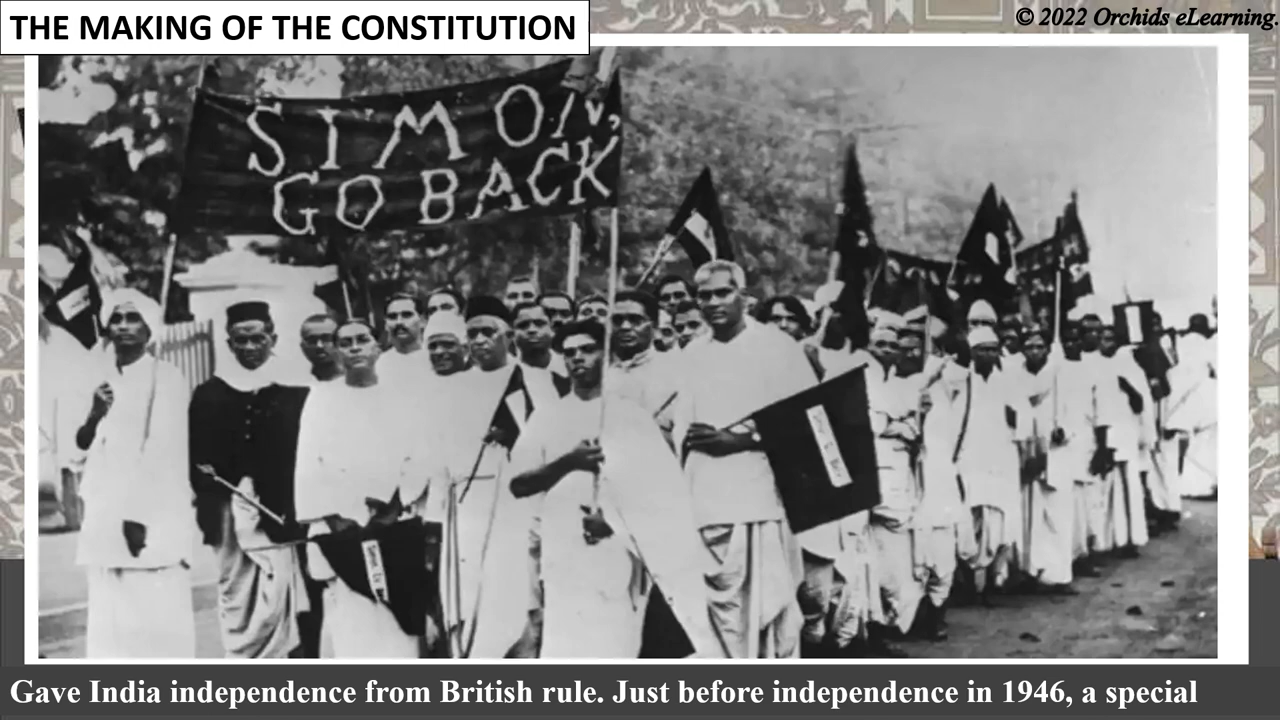 THE MAKING OF THE CONSTITUTION
© 2022 Orchids eLearning.
SIMON,
GO BACK
Gave India independence from British rule. Just before independence in 1946, a special